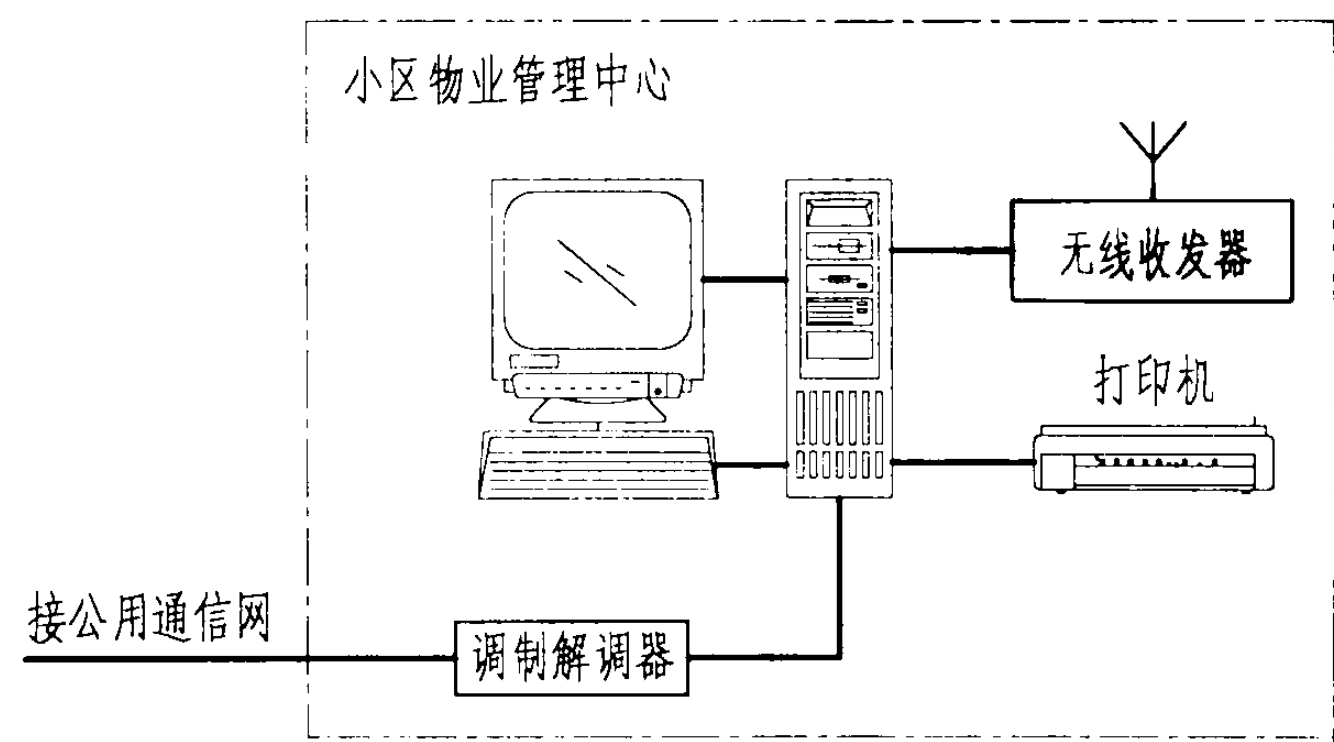 小区物业管理中心
无线收发器
打印机
接公用通信网
调制解调器